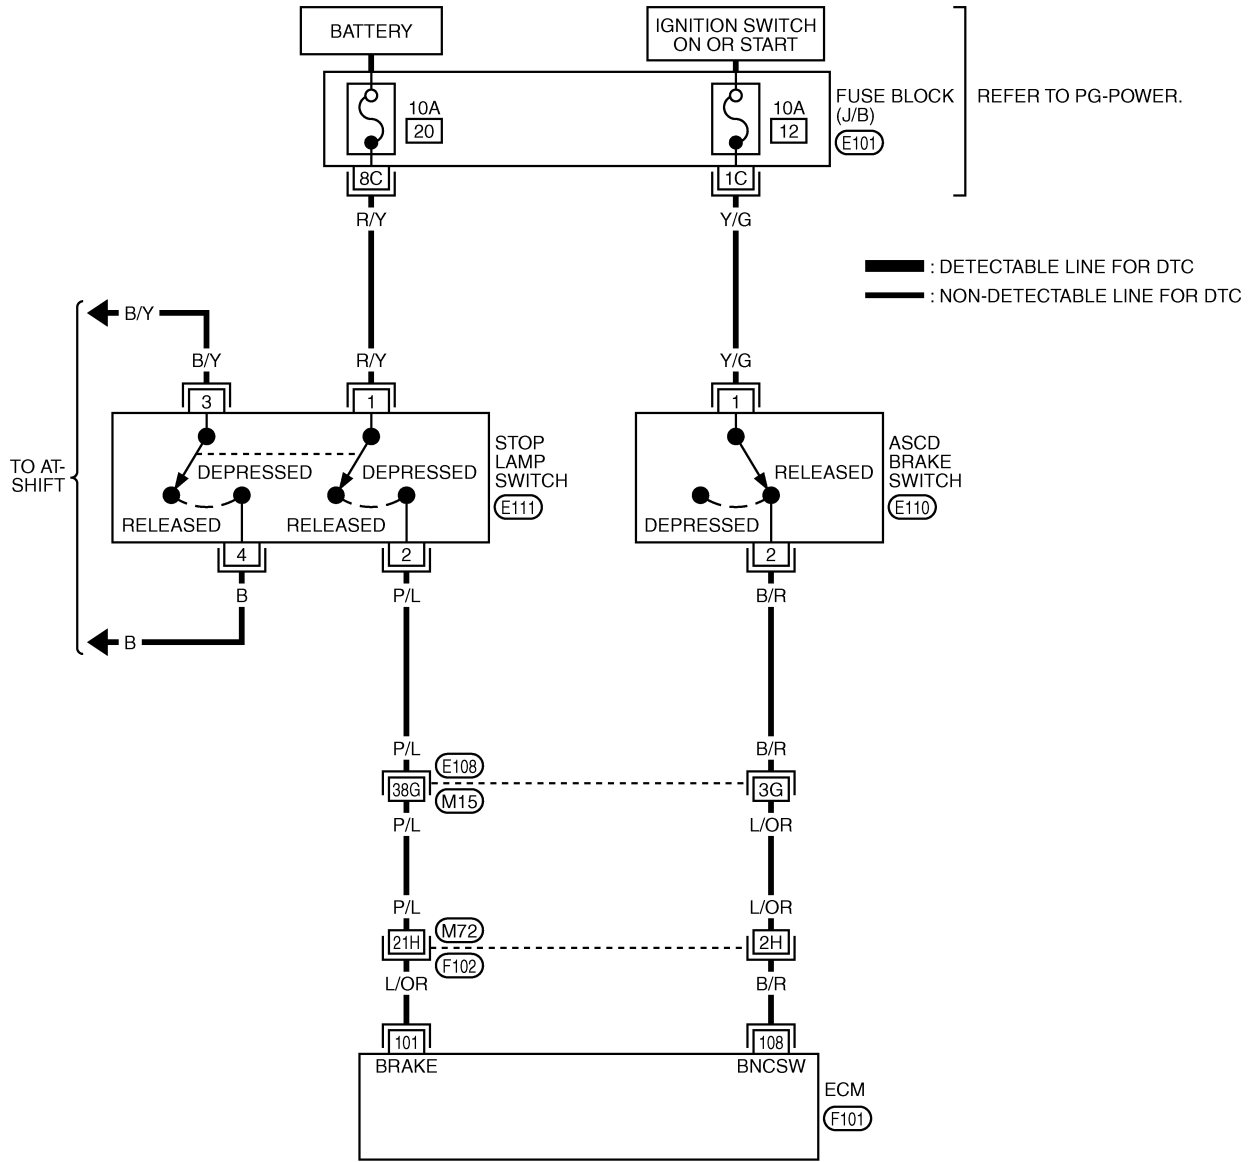 BATTERY
IGNITION SWITCH
ON OR START
10A
20
10A
12
FUSE BLOCK
(J/B)
E101
REFER TO PG-POWER.
8C
1C
R/Y
Y/G
: DETECTABLE LINE FOR DTC
: NON-DETECTABLE LINE FOR DTC
B/Y
B/Y
R/Y
Y/G
3
1
1
TO AT-
SHIFT
DEPRESSED
DEPRESSED
RELEASED
RELEASED
STOP
LAMP
SWITCH
E111
RELEASED
DEPRESSED
ASCD
BRAKE
SWITCH
E110
4
2
2
B
P/L
B/R
B
P/L
B/R
E108
38G
3G
M15
P/L
L/OR
P/L
L/OR
M72
21H
2H
F102
L/OR
B/R
101
108
BRAKE
BNCSW
ECM
F101